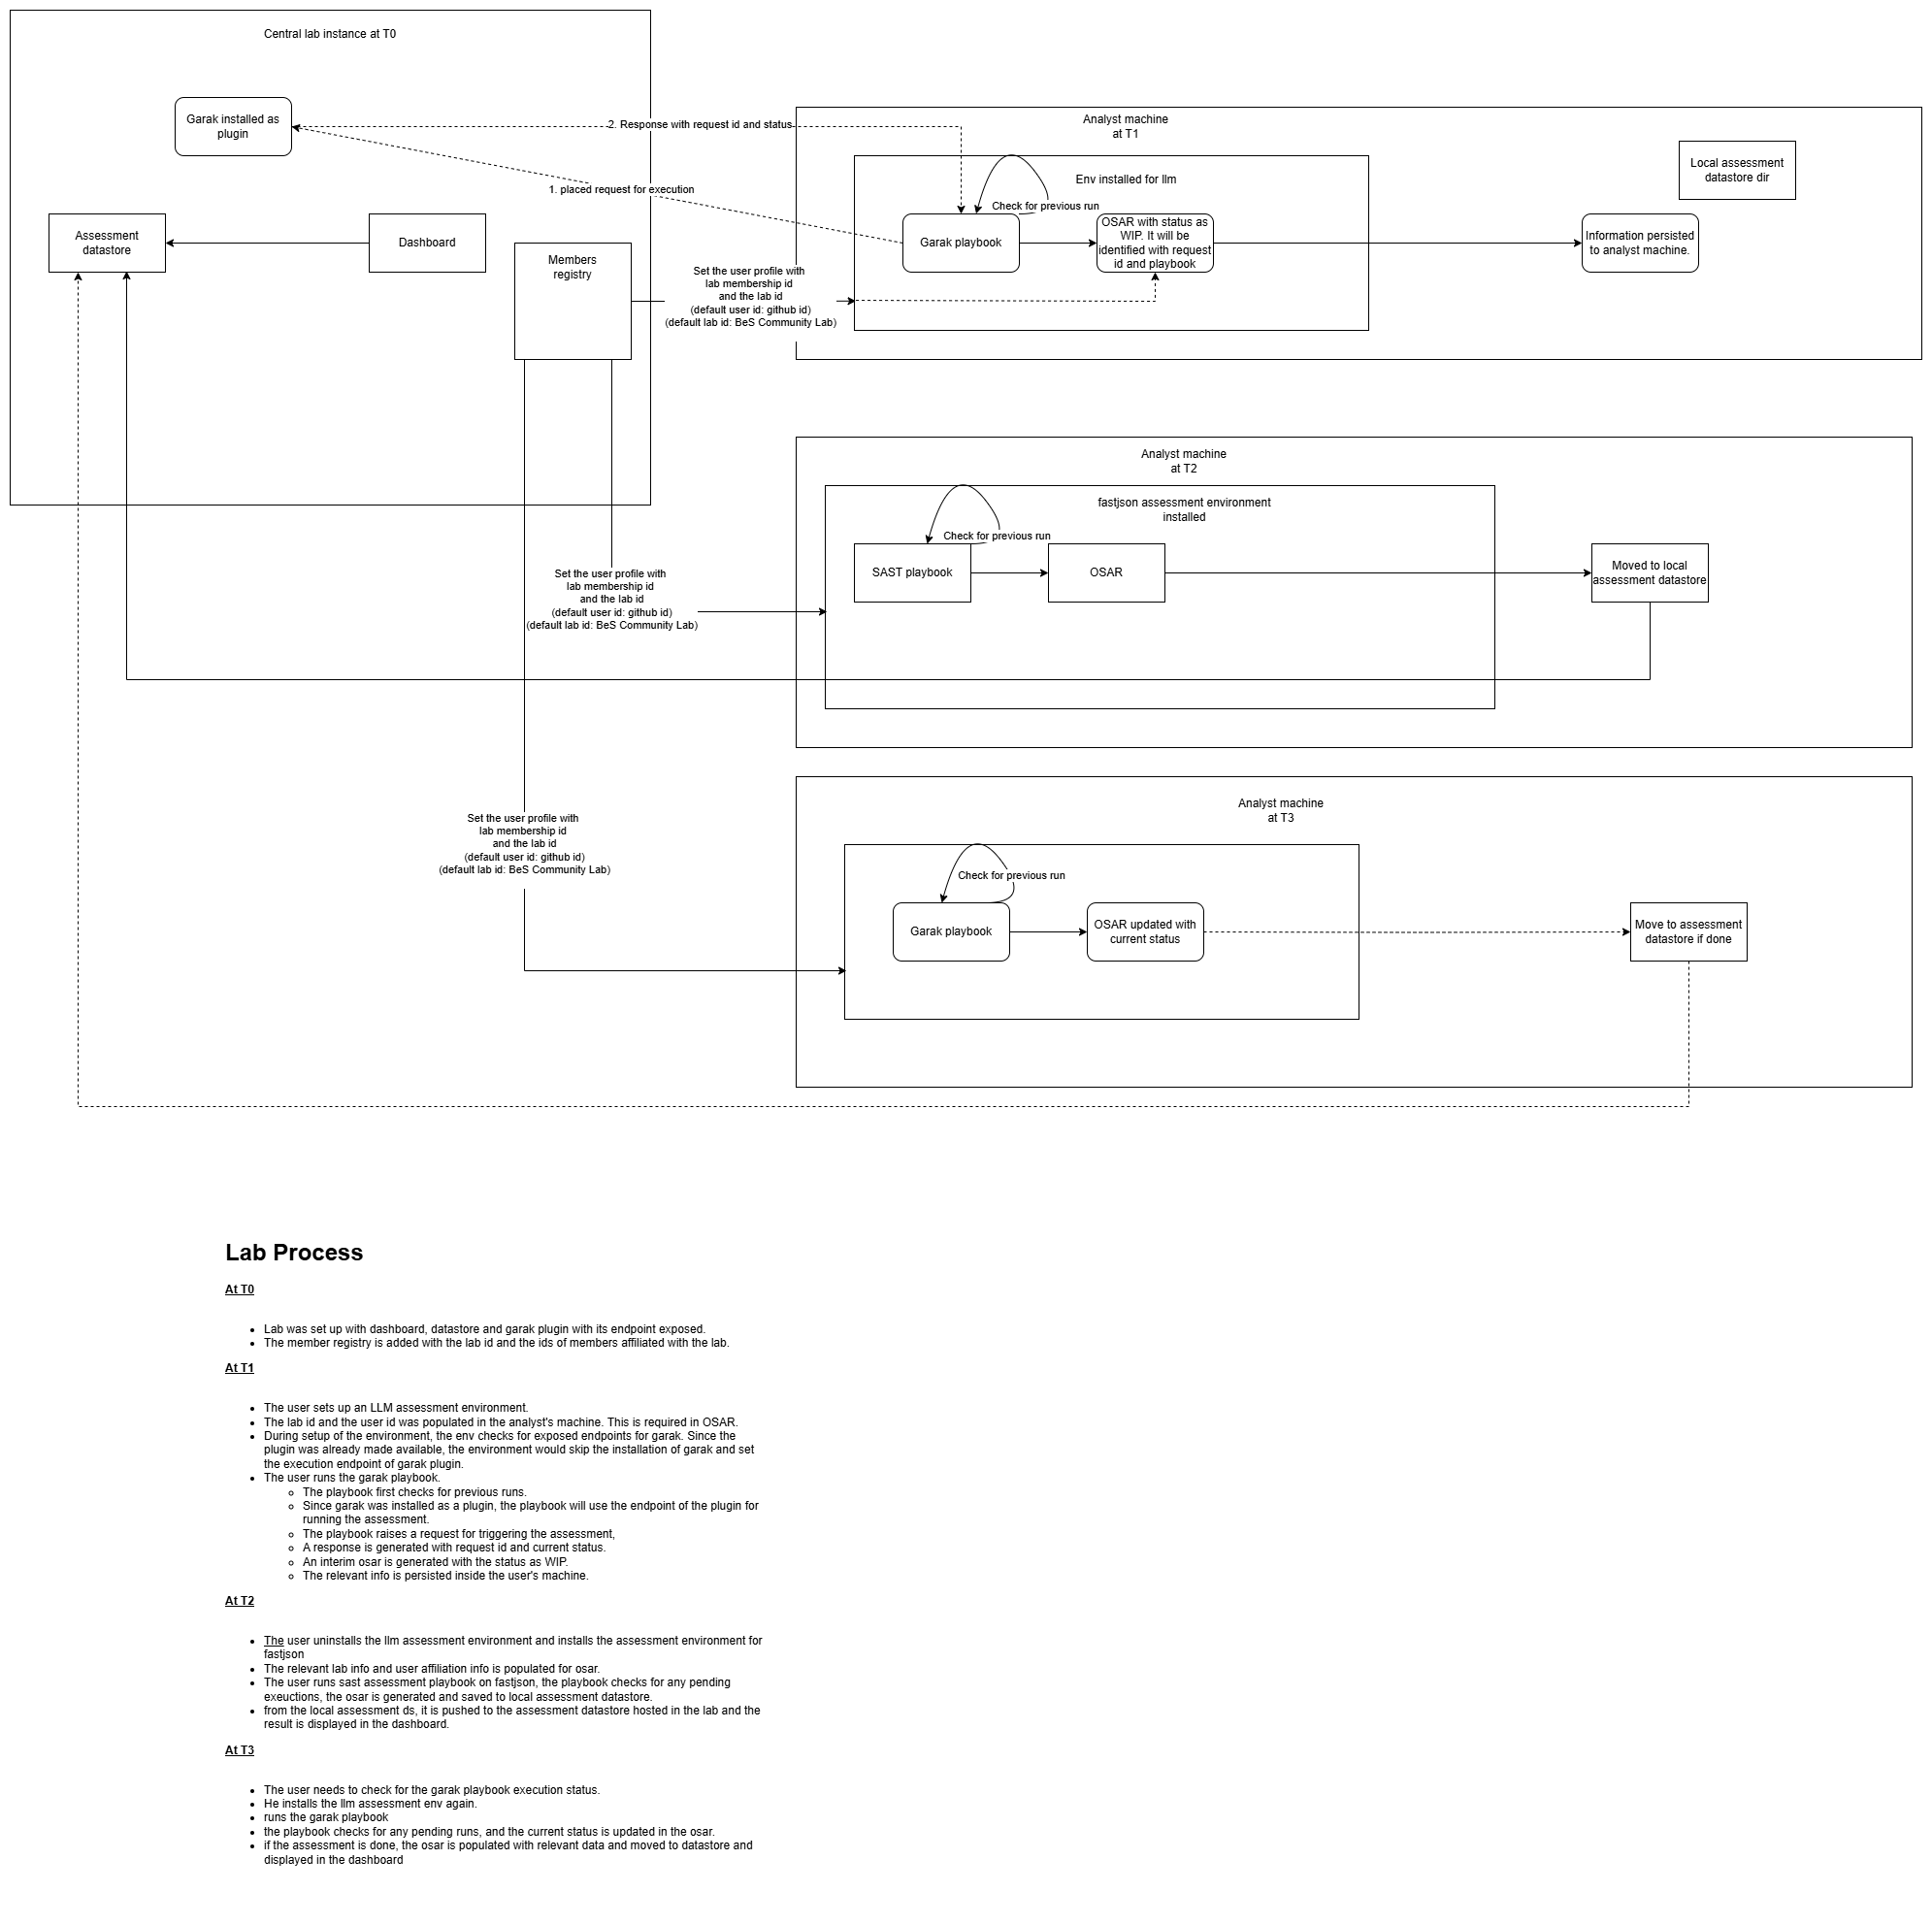 Central lab instance at T0
Garak installed as
plugin
2. Response with request id and status
1. placed request for execution
Analyst machine
at T1
Local assessment
datastore dir
Env installed for llm
Check for previous run
Garak playbook
OSAR with status as
WIP. It will be
identified with request
id and playbook
Information persisted
to analyst machine.
Assessment
datastore
Dashboard
Members
registry
Set the user profile with
lab membership id
and the lab id
(default user id: github id)
(default lab id: BeS Community Lab)
Analyst machine
at T2
fastjson assessment environment
installed
Check for previous run
SAST playbook
OSAR
Moved to local
assessment datastore
Set the user profile with
lab membership id
and the lab id
(default user id: github id)
(default lab id: BeS Community Lab)
Analyst machine
at T3
Set the user profile with
lab membership id
and the lab id
(default user id: github id)
(default lab id: BeS Community Lab)
Check for previous run
Garak playbook
OSAR updated with
current status
Move to assessment
datastore if done
Lab Process
At T0
• Lab was set up with dashboard, datastore and garak plugin with its endpoint exposed.
• The member registry is added with the lab id and the ids of members affiliated with the lab.
At T1
• The user sets up an LLM assessment environment.
• The lab id and the user id was populated in the analyst's machine. This is required in OSAR.
• During setup of the environment, the env checks for exposed endpoints for garak. Since the
plugin was already made available, the environment would skip the installation of garak and set
the execution endpoint of garak plugin.
• The user runs the garak playbook.
◦ The playbook first checks for previous runs.
◦ Since garak was installed as a plugin, the playbook will use the endpoint of the plugin for
running the assessment.
◦ The playbook raises a request for triggering the assessment,
◦ A response is generated with request id and current status.
◦ An interim osar is generated with the status as WIP.
◦ The relevant info is persisted inside the user's machine.
At T2
• The user uninstalls the llm assessment environment and installs the assessment environment for
fastjson
• The relevant lab info and user affiliation info is populated for osar.
• The user runs sast assessment playbook on fastjson, the playbook checks for any pending
exeuctions, the osar is generated and saved to local assessment datastore.
• from the local assessment ds, it is pushed to the assessment datastore hosted in the lab and the
result is displayed in the dashboard.
At T3
• The user needs to check for the garak playbook execution status.
• He installs the llm assessment env again.
• runs the garak playbook
• the playbook checks for any pending runs, and the current status is updated in the osar.
• if the assessment is done, the osar is populated with relevant data and moved to datastore and
displayed in the dashboard